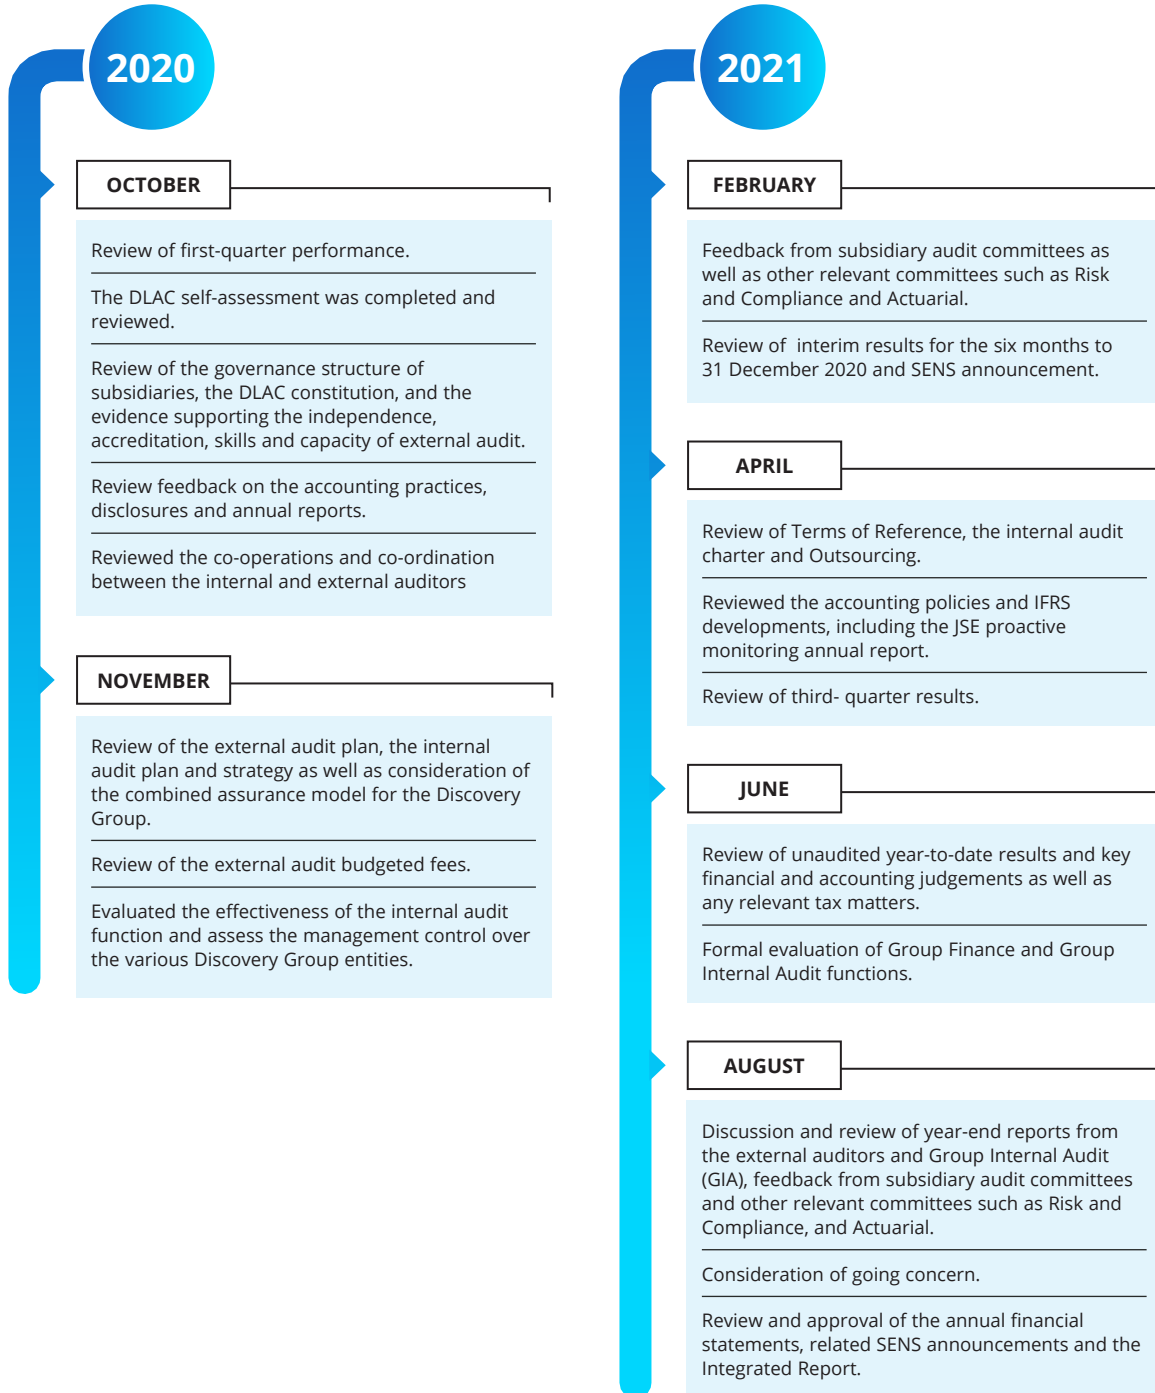 2020
OCTOBER
Review of first-quarter performance.
The DLAC self-assessment was completed and
reviewed.
Review of the governance structure of
subsidiaries, the DLAC constitution, and the
evidence supporting the independence,
accreditation, skills and capacity of external audit.
Review feedback on the accounting practices,
disclosures and annual reports.
Reviewed the co-operations and co-ordination
between the internal and external auditors
NOVEMBER
Review of the external audit plan, the internal
audit plan and strategy as well as consideration of
the combined assurance model for the Discovery
Group.
Review of the external audit budgeted fees.
Evaluated the effectiveness of the internal audit
function and assess the management control over
the various Discovery Group entities.
2021
FEBRUARY
Feedback from subsidiary audit committees as
well as other relevant committees such as Risk
and Compliance and Actuarial.
Review of  interim results for the six months to
31 December 2020 and SENS announcement.
APRIL
Review of Terms of Reference, the internal audit
charter and Outsourcing.
Reviewed the accounting policies and IFRS
developments, including the JSE proactive
monitoring annual report.
Review of third- quarter results.
JUNE
Review of unaudited year-to-date results and key
financial and accounting judgements as well as
any relevant tax matters.
Formal evaluation of Group Finance and Group
Internal Audit functions.
AUGUST
Discussion and review of year-end reports from
the external auditors and Group Internal Audit
(GIA), feedback from subsidiary audit committees
and other relevant committees such as Risk and
Compliance, and Actuarial.
Consideration of going concern.
Review and approval of the annual financial
statements, related SENS announcements and the
Integrated Report.